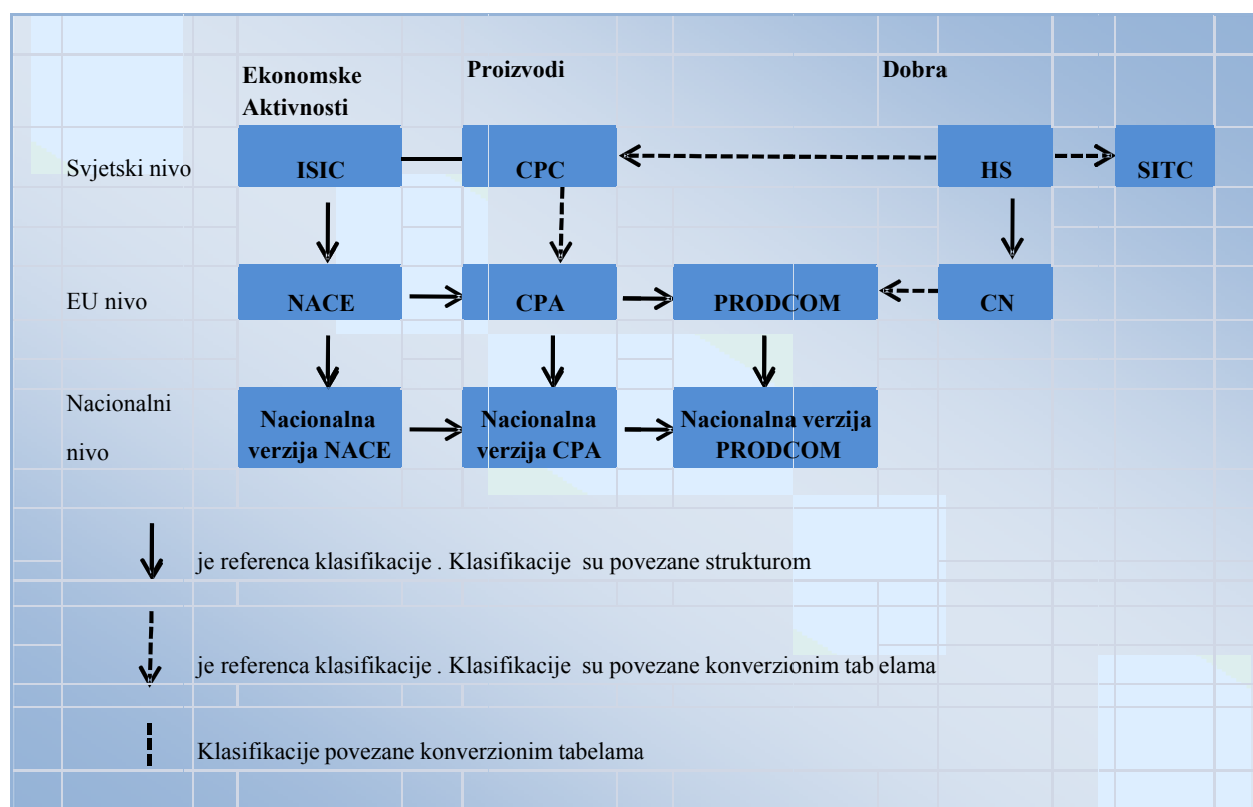 Ekonomske
Aktivnosti
Proizvodi
Dobra
Svjetski nivo
ISIC
CPC
HS
SITC
EU nivo
NACE
CPA
PRODCOM
CN
Nacionalni
nivo
Nacionalna
verzija NACE
Nacionalna
verzija CPA
Nacionalna verzija
PRODCOM
je referenca klasifikacije . Klasifikacije  su povezane strukturom
je referenca klasifikacije . Klasifikacije  su povezane konverzionim tab elama
Klasifikacije povezane konverzionim tabelama